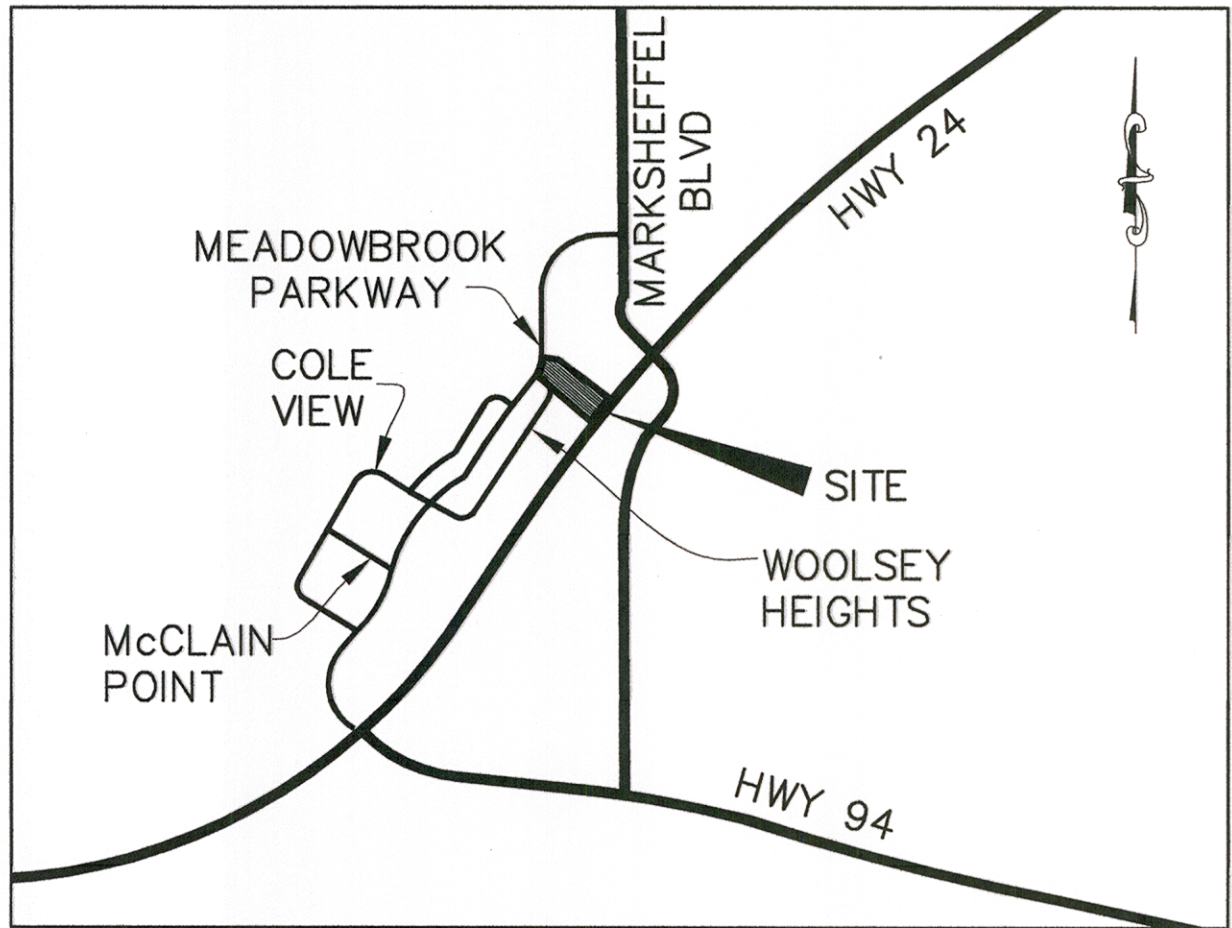 MARKSHEFFEL
BLVD
HWY 24
MEADOWBROOK
PARKWAY
COLE
VIEW
SITE
WOOLSEY
HEIGHTS
McCLAIN
POINT
HWY 94